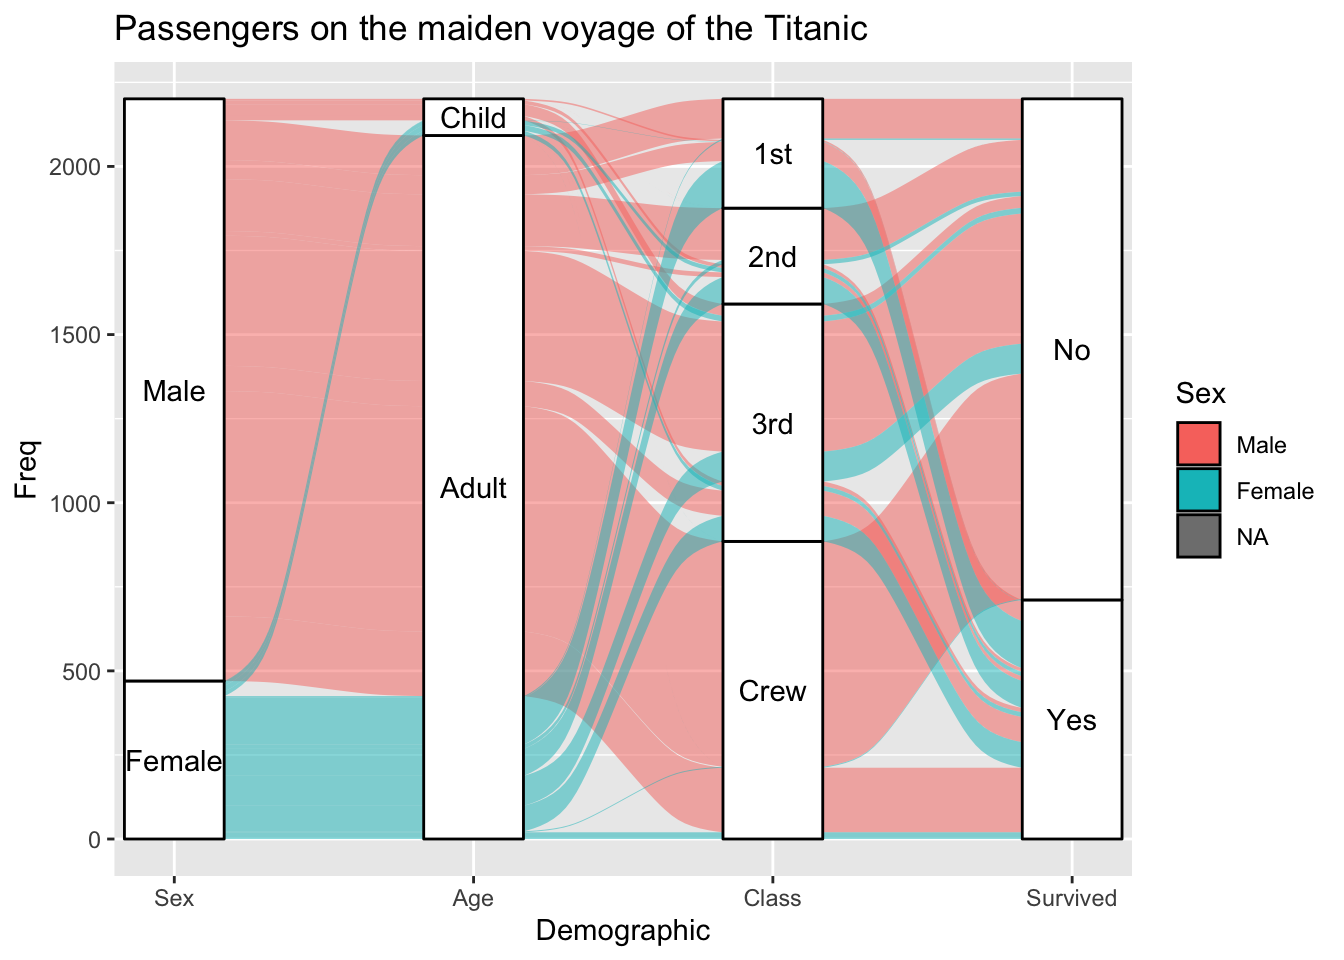 Passengers on the maiden voyage of the Titanic
Freq
2000
1500
1000
500
0
Male
Female
Child
Adult
1st
2nd
3rd
Crew
No
Yes
Sex
Age
Class
Survived
Demographic
Sex
Male
Female
NA